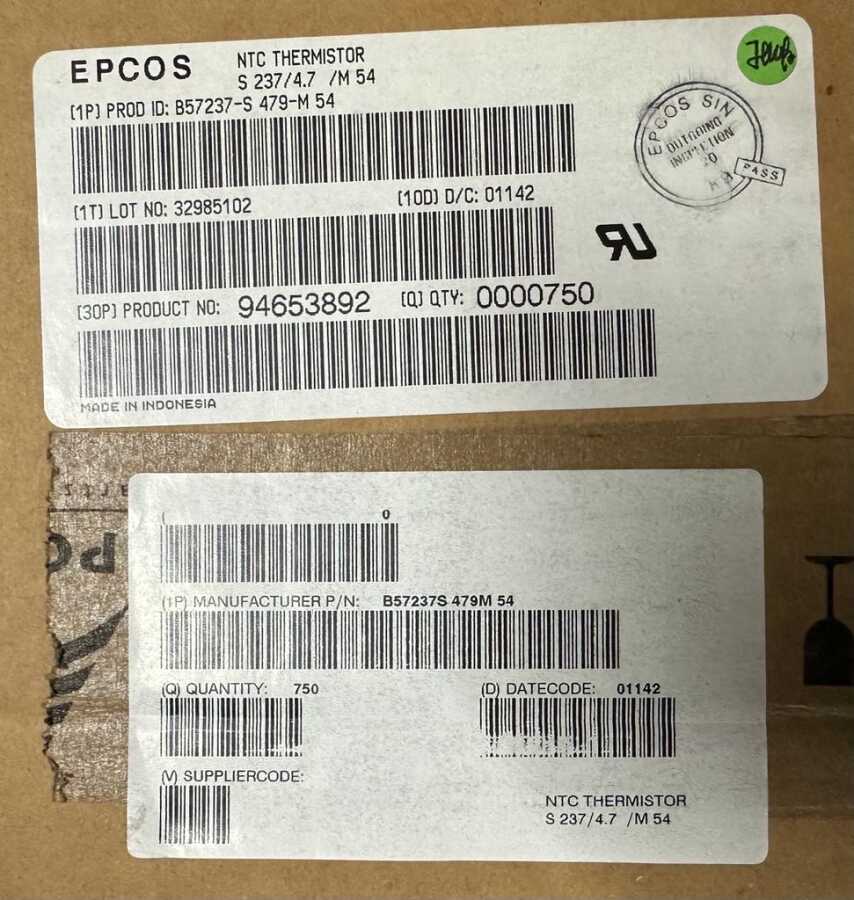 EPCOS
NTC THERMISTOR
S 237/4.7 /M 54
[1P] PROD ID: B57237-S 479-M 54
[1T] LOT NO: 32985102 [10D] D/C: 01142
[30P] PRODUCT NO: 94653892 [Q] QTY: 0000750
MADE IN INDONESIA
EPCOS SIN
OUTGOING
INSPECTION
20
PASS
( 0
(1P) MANUFACTURER P/N: B57237S 479M 54
(Q) QUANTITY: 750 (D) DATECODE: 01142
(V) SUPPLIERCODE:
NTC THERMISTOR
S 237/4.7 /M 54